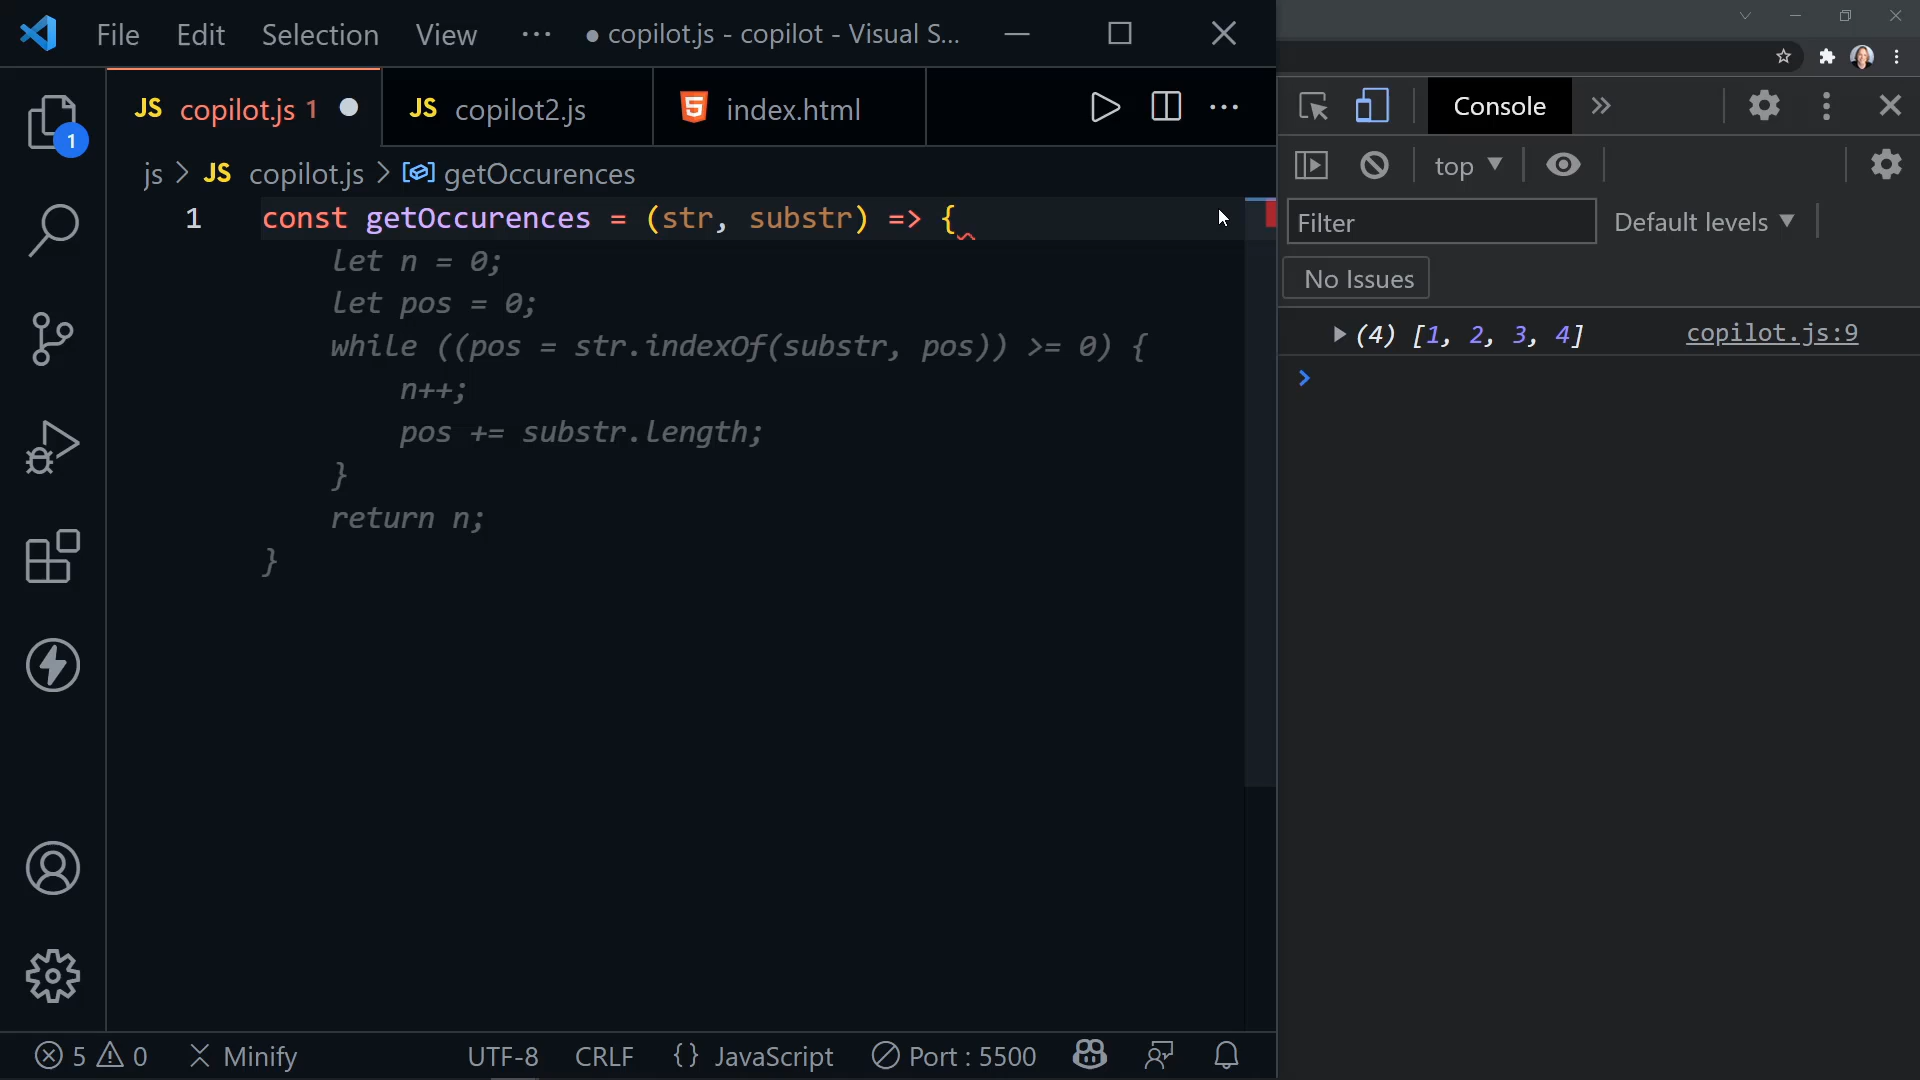 File Edit Selection View ··· ● copilot.js - copilot - Visual S...
JS copilot.js 1 ● JS copilot2.js 5 index.html ···
1
js > JS copilot.js > getOccurences
1 const getOccurences = (str, substr) => {
let n = 0;
let pos = 0;
while ((pos = str.indexOf(substr, pos)) >= 0) {
n++;
pos += substr.length;
}
return n;
}
5 0 Minify UTF-8 CRLF {} JavaScript Port : 5500
Console »
top ▼
Filter Default levels ▼
No Issues
▶ (4) [1, 2, 3, 4] copilot.js:9
>